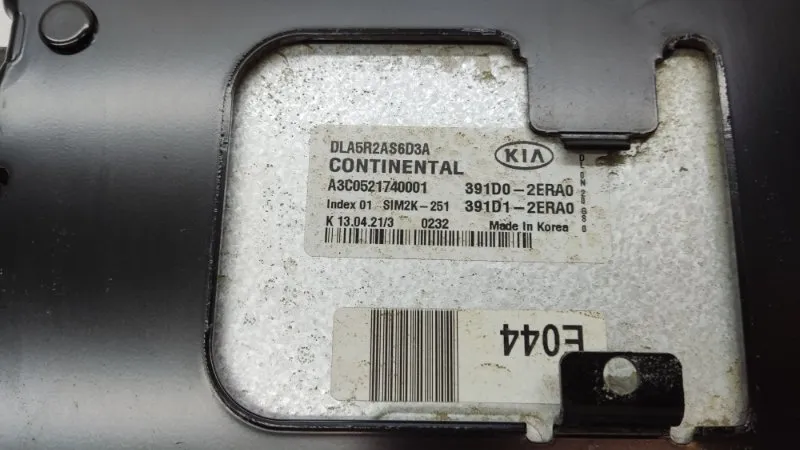 DLA5R2AS6D3A
CONTINENTAL KIA
A3C0521740001 391D0-2ERA0
Index 01 SIM2K-251 391D1-2ERA0
K 13.04.21/3 0232 Made In Korea
E044